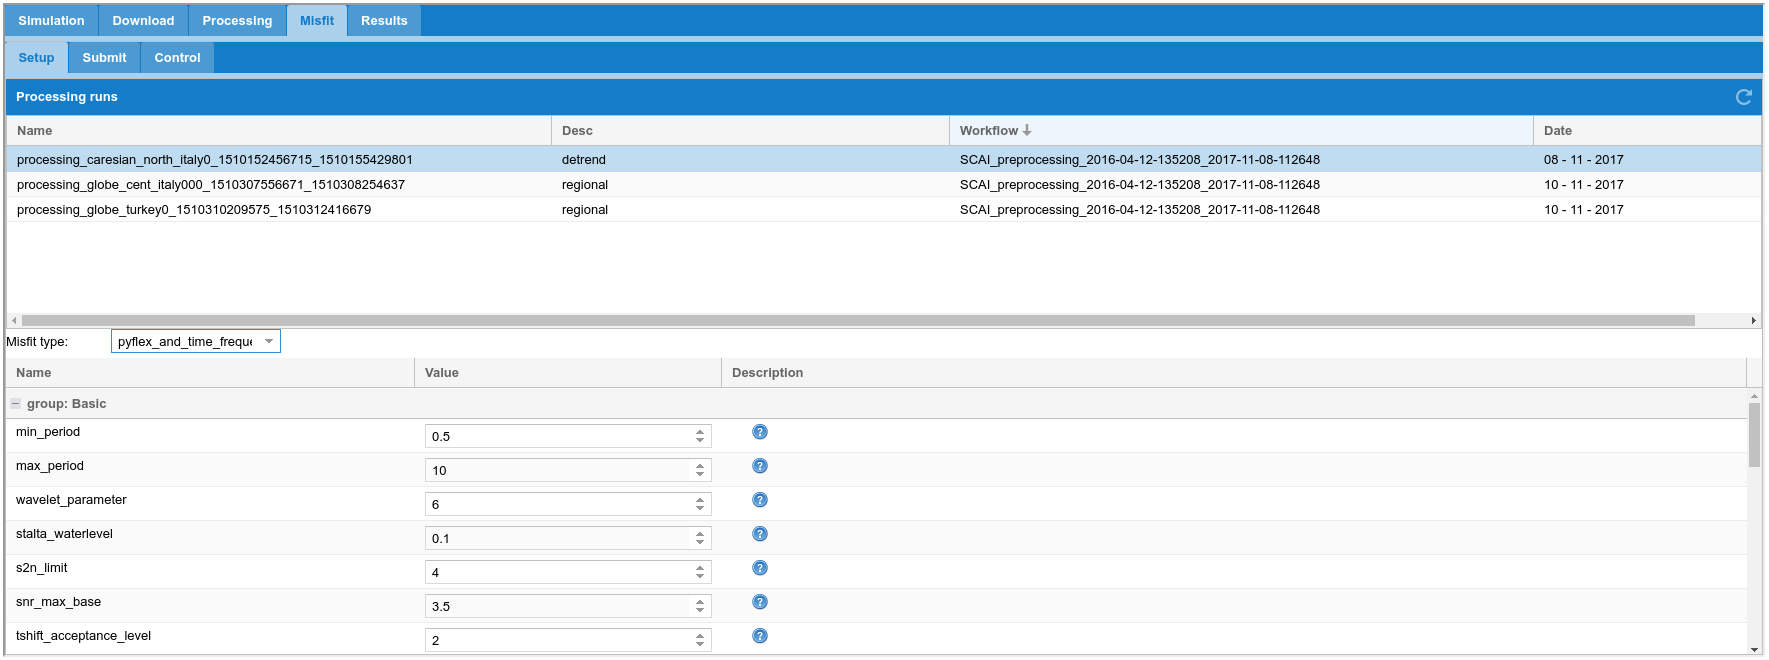 Simulation Download Processing Misfit Results
Setup Submit Control
Processing runs
Name Desc Workflow Date
processing_caresian_north_italy0_1510152456715_1510155429801 detrend SCAI_preprocessing_2016-04-12-135208_2017-11-08-112648 08 - 11 - 2017
processing_globe_cent_italy000_1510307556671_1510308254637 regional SCAI_preprocessing_2016-04-12-135208_2017-11-08-112648 10 - 11 - 2017
processing_globe_turkey0_1510310209575_1510312416679 regional SCAI_preprocessing_2016-04-12-135208_2017-11-08-112648 10 - 11 - 2017
Misfit type: pyflex_and_time_freque
Name Value Description
group: Basic
min_period 0.5 ?
max_period 10 ?
wavelet_parameter 6 ?
stalta_waterlevel 0.1 ?
s2n_limit 4 ?
snr_max_base 3.5 ?
tshift_acceptance_level 2 ?